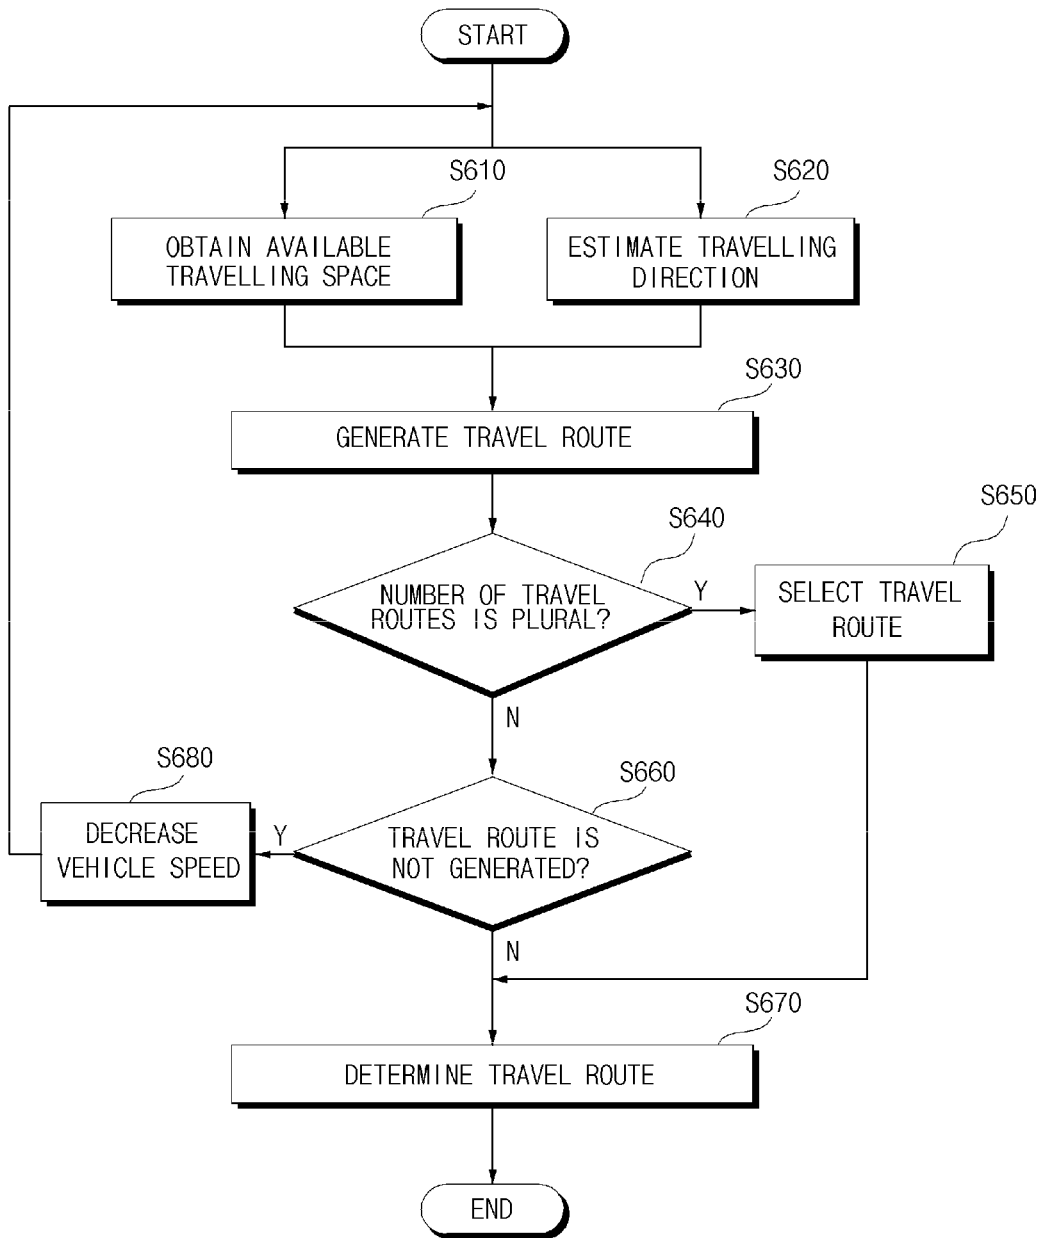 START
S610
S620
OBTAIN AVAILABLE
TRAVELLING SPACE
ESTIMATE TRAVELLING
DIRECTION
S630
GENERATE TRAVEL ROUTE
S640
S650
NUMBER OF TRAVEL
ROUTES IS PLURAL?
Y
SELECT TRAVEL
ROUTE
N
S680
S660
DECREASE
VEHICLE SPEED
Y
TRAVEL ROUTE IS
NOT GENERATED?
N
S670
DETERMINE TRAVEL ROUTE
END